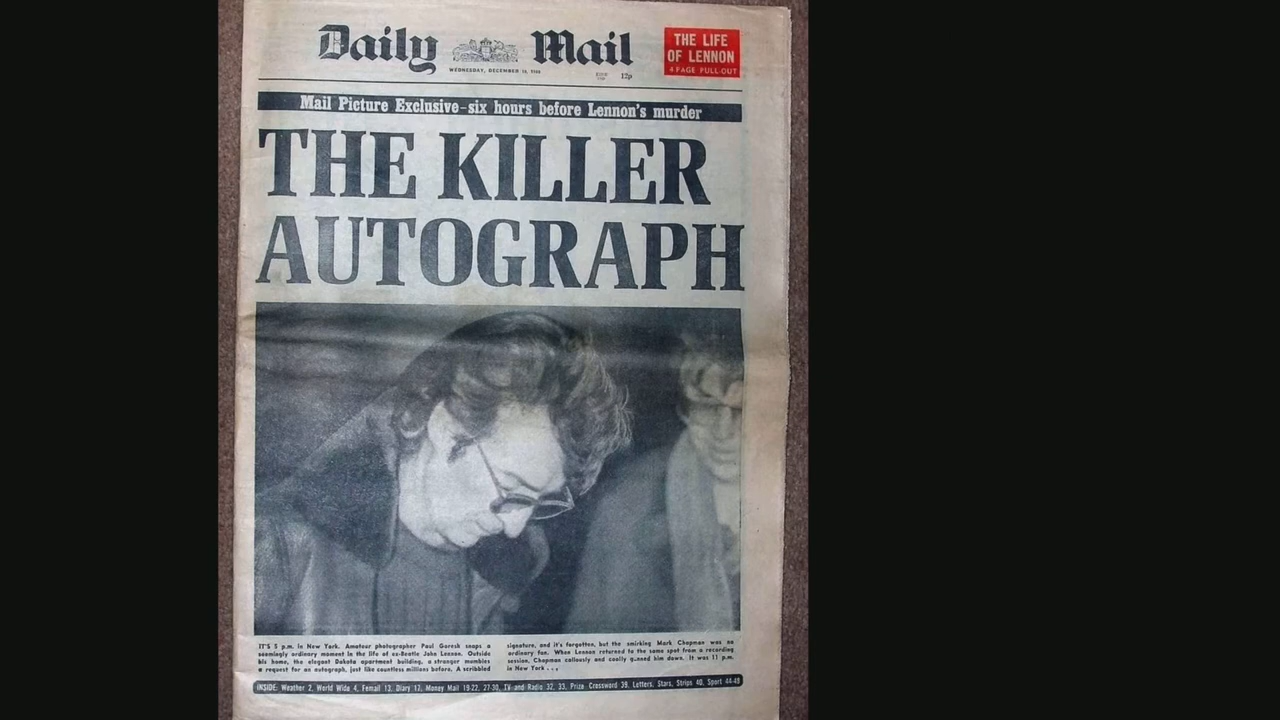 Daily Mail
WEDNESDAY, DECEMBER 10, 1980
12p
THE LIFE
OF LENNON
4-PAGE PULL-OUT
Mail Picture Exclusive–six hours before Lennon's murder
THE KILLER
AUTOGRAPH
IT'S 5 p.m. in New York. Amateur photographer Paul Goresh snaps a
seemingly ordinary moment in the life of ex-Beatle John Lennon. Outside
his home, the elegant Dakota apartment building, a stranger mumbles
a request for an autograph, just like countless millions before. A scribbled
signature, and it's forgotten, but the smirking Mark Chapman was no
ordinary fan. When Lennon returned to the same spot from a recording
session, Chapman callously and coolly gunned him down. It was 11 p.m.
in New York . . .
INSIDE: Weather 2, World Wide 4, Femail 13, Diary 17, Money Mail 19-22, 27-30, TV and Radio 32, 33, Prize Crossword 39, Letters, Stars, Strips 40, Sport 44-48